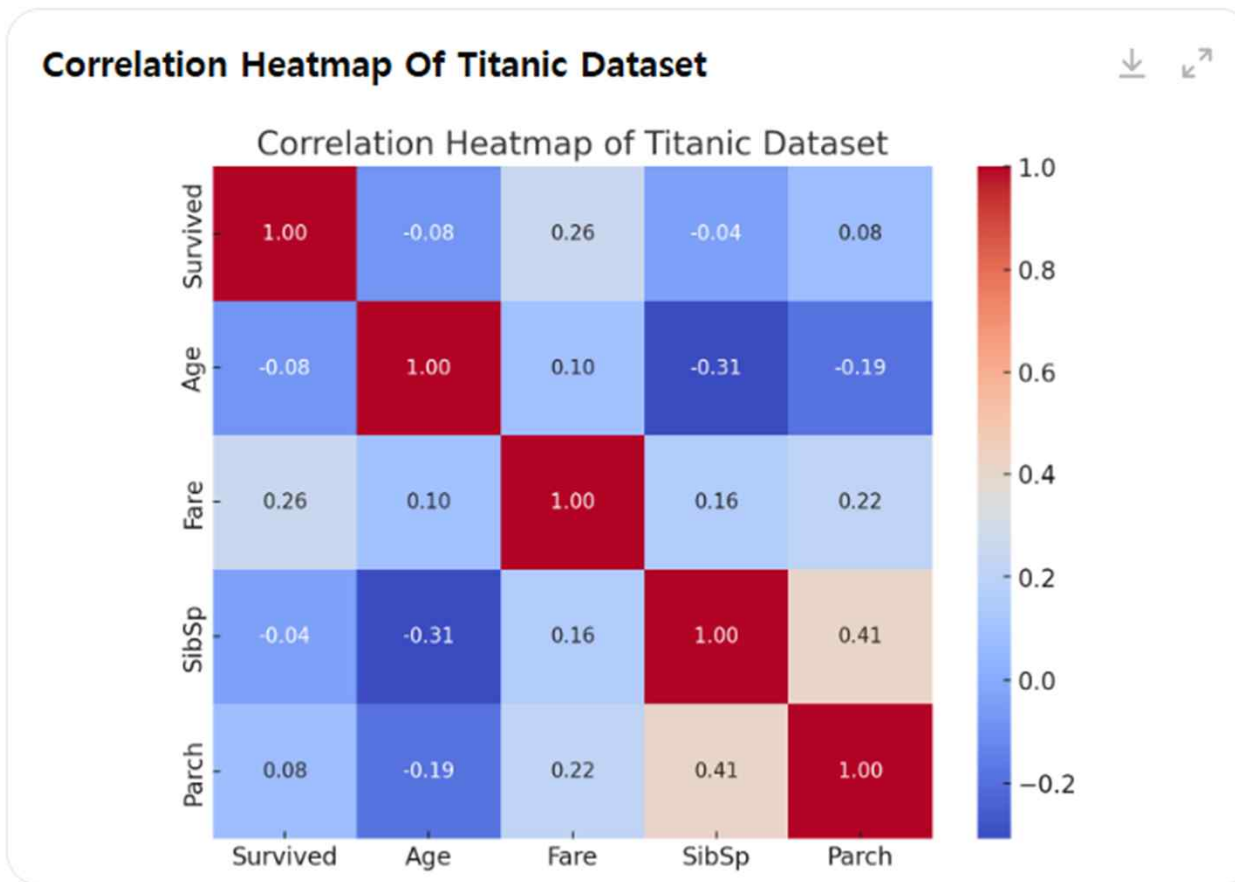 Correlation Heatmap Of Titanic Dataset
Correlation Heatmap of Titanic Dataset
Survived 1.00 -0.08 0.26 -0.04 0.08
Age -0.08 1.00 0.10 -0.31 -0.19
Fare 0.26 0.10 1.00 0.16 0.22
SibSp -0.04 -0.31 0.16 1.00 0.41
Parch 0.08 -0.19 0.22 0.41 1.00
Survived Age Fare SibSp Parch
1.0
0.8
0.6
0.4
0.2
0.0
−0.2